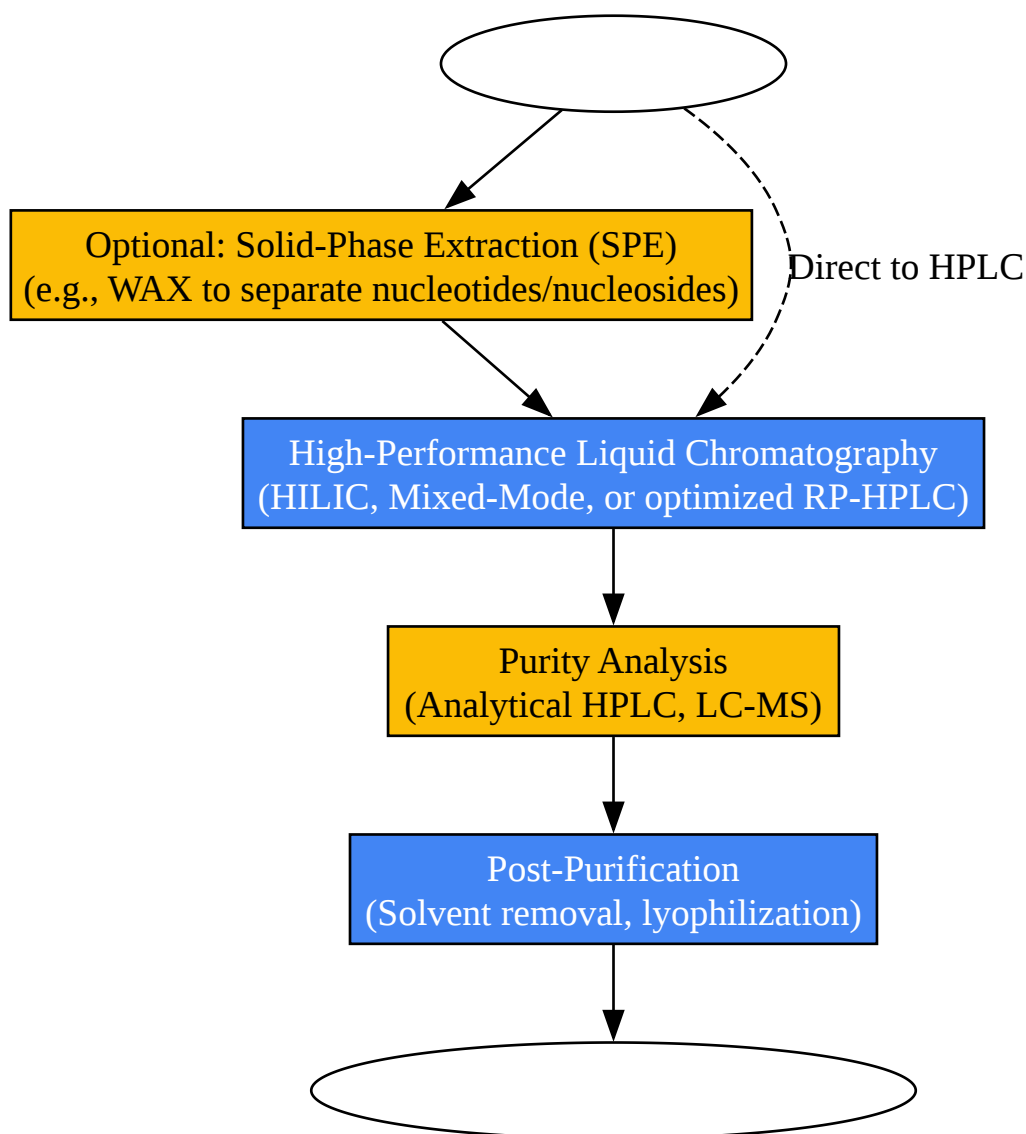 Optional: Solid-Phase Extraction (SPE)
(e.g., WAX to separate nucleotides/nucleosides)
Direct to HPLC
High-Performance Liquid Chromatography
(HILIC, Mixed-Mode, or optimized RP-HPLC)
Purity Analysis
(Analytical HPLC, LC-MS)
Post-Purification
(Solvent removal, lyophilization)